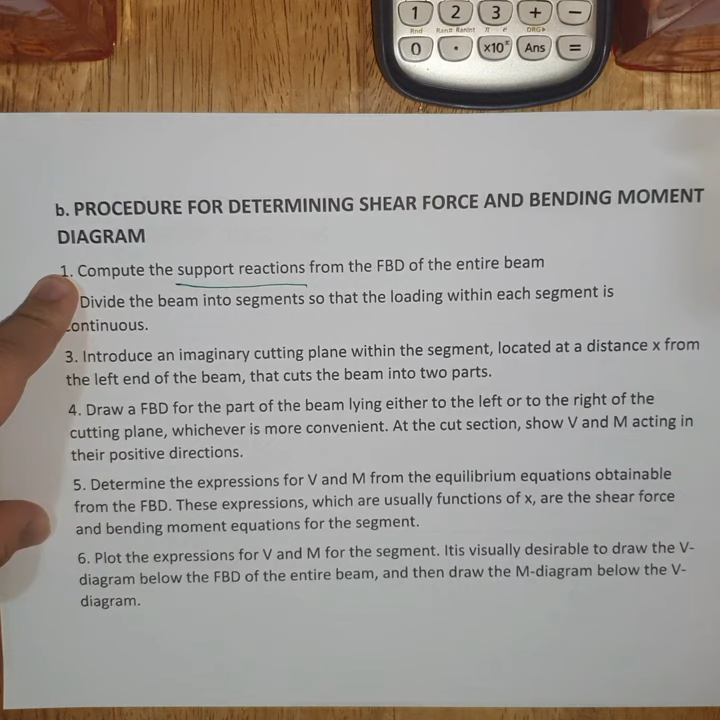 1 2 3 + −
Rnd Ran# RanInt π e DRG▸
0 · ×10ˣ Ans =
b. PROCEDURE FOR DETERMINING SHEAR FORCE AND BENDING MOMENT
DIAGRAM
1. Compute the support reactions from the FBD of the entire beam
Divide the beam into segments so that the loading within each segment is
continuous.
3. Introduce an imaginary cutting plane within the segment, located at a distance x from
the left end of the beam, that cuts the beam into two parts.
4. Draw a FBD for the part of the beam lying either to the left or to the right of the
cutting plane, whichever is more convenient. At the cut section, show V and M acting in
their positive directions.
5. Determine the expressions for V and M from the equilibrium equations obtainable
from the FBD. These expressions, which are usually functions of x, are the shear force
and bending moment equations for the segment.
6. Plot the expressions for V and M for the segment. Itis visually desirable to draw the V-
diagram below the FBD of the entire beam, and then draw the M-diagram below the V-
diagram.